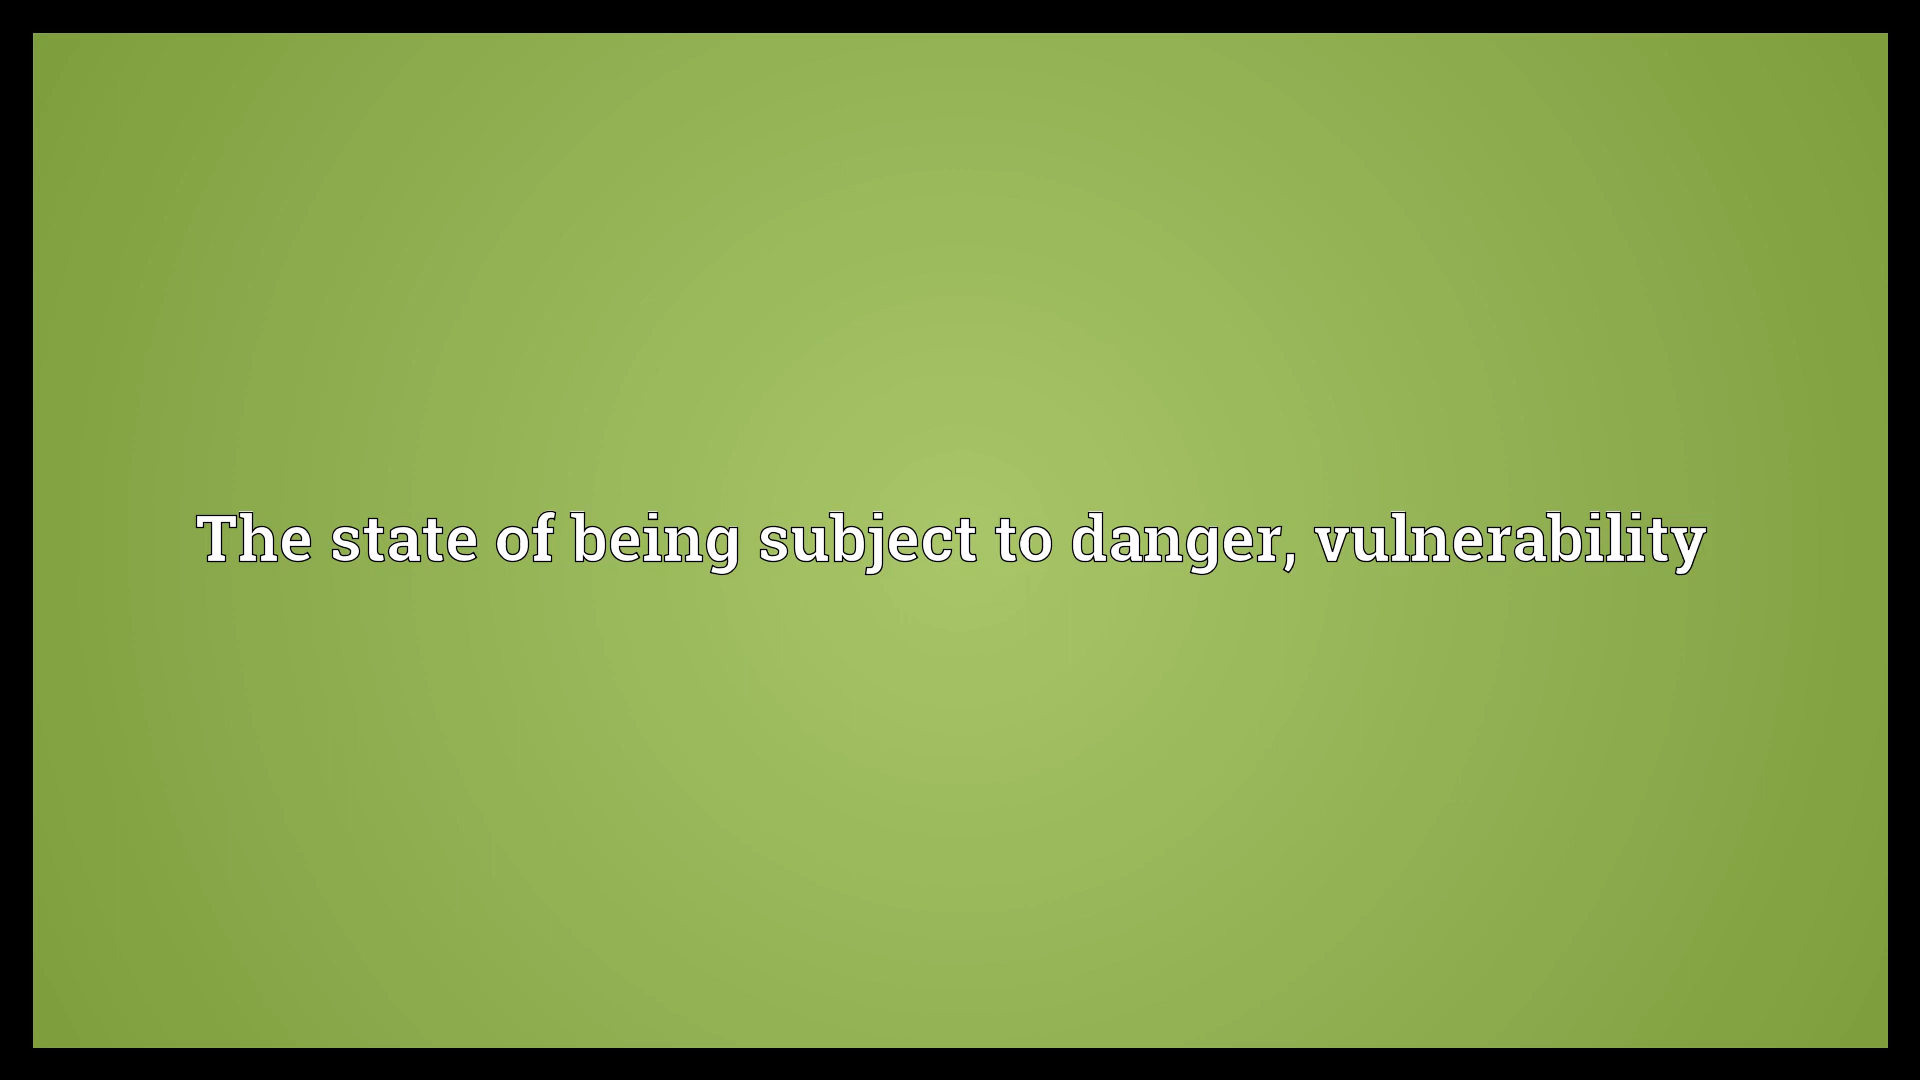 The state of being subject to danger, vulnerability